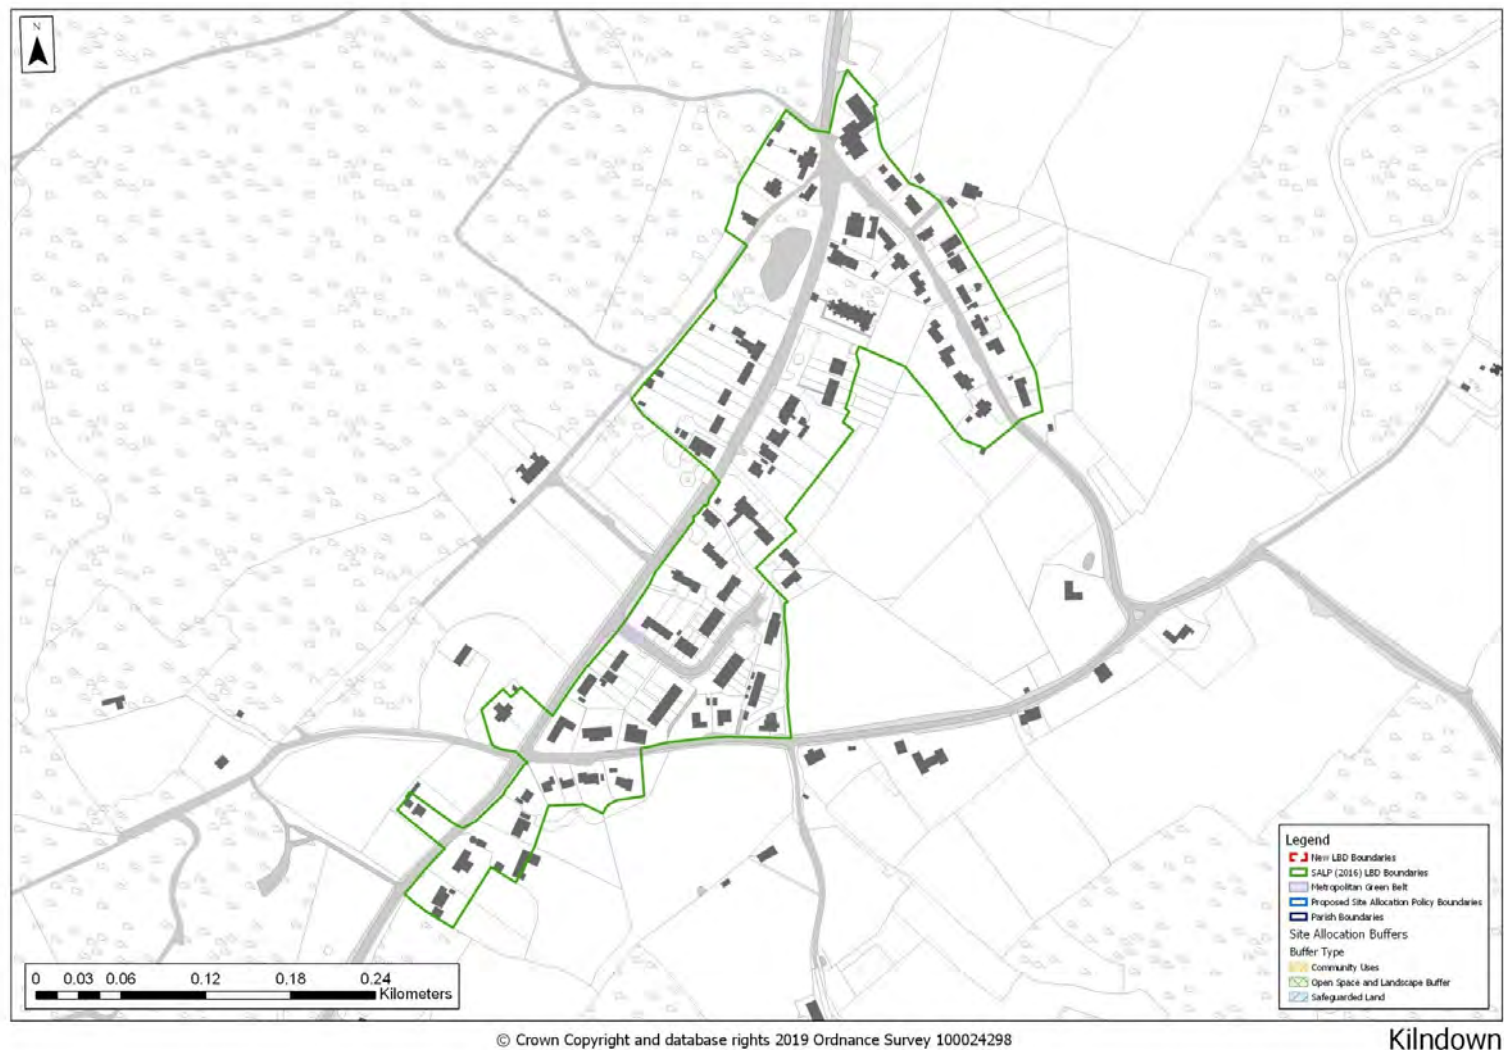 N
Legend
New LBD Boundaries
SALP (2016) LBD Boundaries
Metropolitan Green Belt
Proposed Site Allocation Policy Boundaries
Parish Boundaries
Site Allocation Buffers
Buffer Type
Community Uses
Open Space and Landscape Buffer
Safeguarded Land
0 0.03 0.06 0.12 0.18 0.24
Kilometers
© Crown Copyright and database rights 2019 Ordnance Survey 100024298
Kilndown